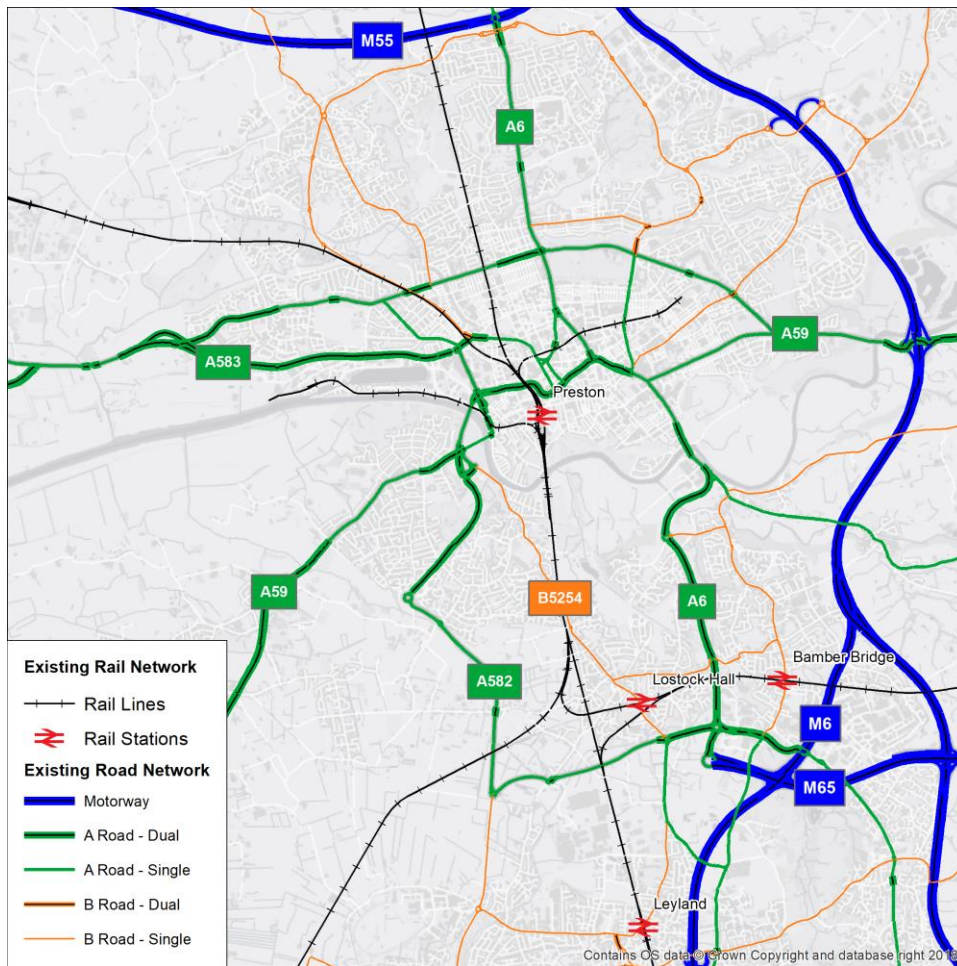 M55
A6
A59
A583
Preston
A59
B5254
A6
Bamber Bridge
Lostock Hall
A582
M6
M65
Leyland
Existing Rail Network
Rail Lines
Rail Stations
Existing Road Network
Motorway
A Road - Dual
A Road - Single
B Road - Dual
B Road - Single
Contains OS data © Crown Copyright and database right